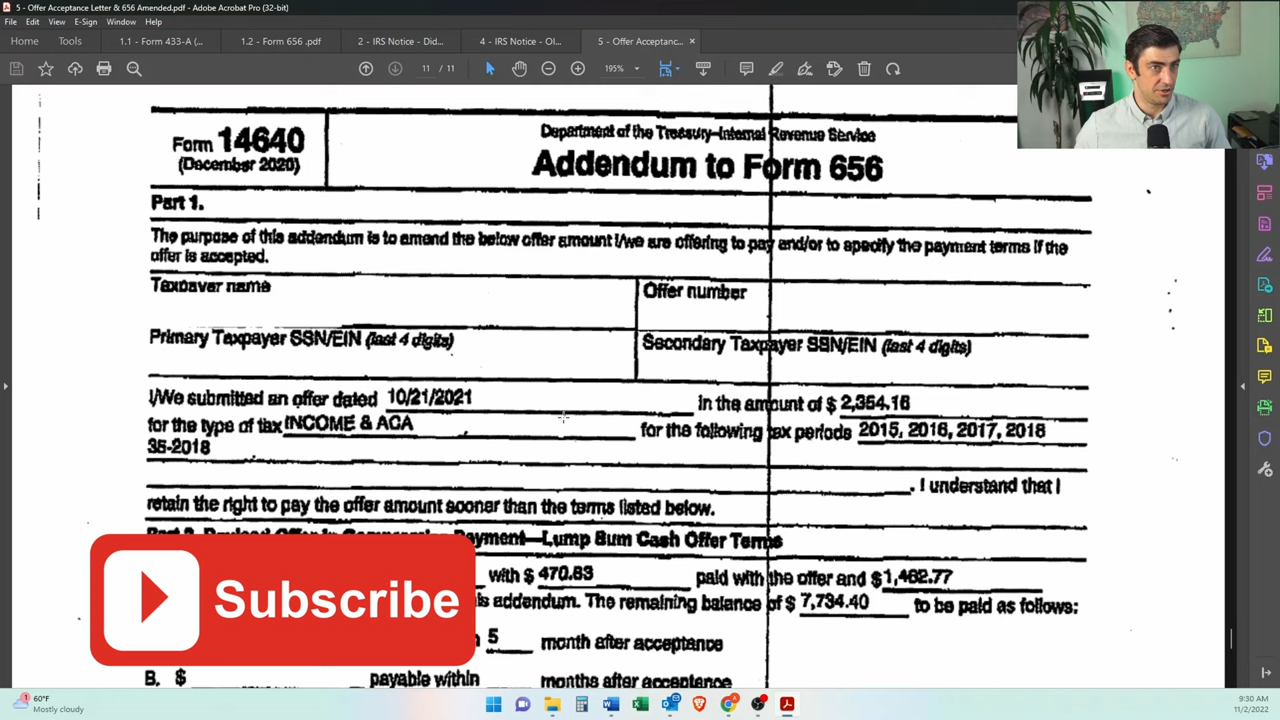 5 - Offer Acceptance Letter & 656 Amended.pdf - Adobe Acrobat Pro (32-bit)
File Edit View E-Sign Window Help
Home Tools 1.1 - Form 433-A (... 1.2 - Form 656 .pdf 2 - IRS Notice - Did... 4 - IRS Notice - Ol... 5 - Offer Acceptanc... ×
11 / 11 195%
Form 14640
(December 2020)
Department of the Treasury–Internal Revenue Service
Addendum to Form 656
Part 1.
The purpose of this addendum is to amend the below offer amount I/we are offering to pay and/or to specify the payment terms if the
offer is accepted.
Taxpayer name
Offer number
Primary Taxpayer SSN/EIN (last 4 digits)
Secondary Taxpayer SSN/EIN (last 4 digits)
I/We submitted an offer dated 10/21/2021 in the amount of $ 2,354.16
for the type of tax INCOME & ACA for the following tax periods 2015, 2016, 2017, 2018
35-2018
. I understand that I
retain the right to pay the offer amount sooner than the terms listed below.
Payment—Lump Sum Cash Offer Terms
with $ 470.83 paid with the offer and $ 1,462.77
addendum. The remaining balance of $ 7,734.40 to be paid as follows:
5 month after acceptance
B. $ payable within months after acceptance
Subscribe
60°F
Mostly cloudy
9:30 AM
11/2/2022